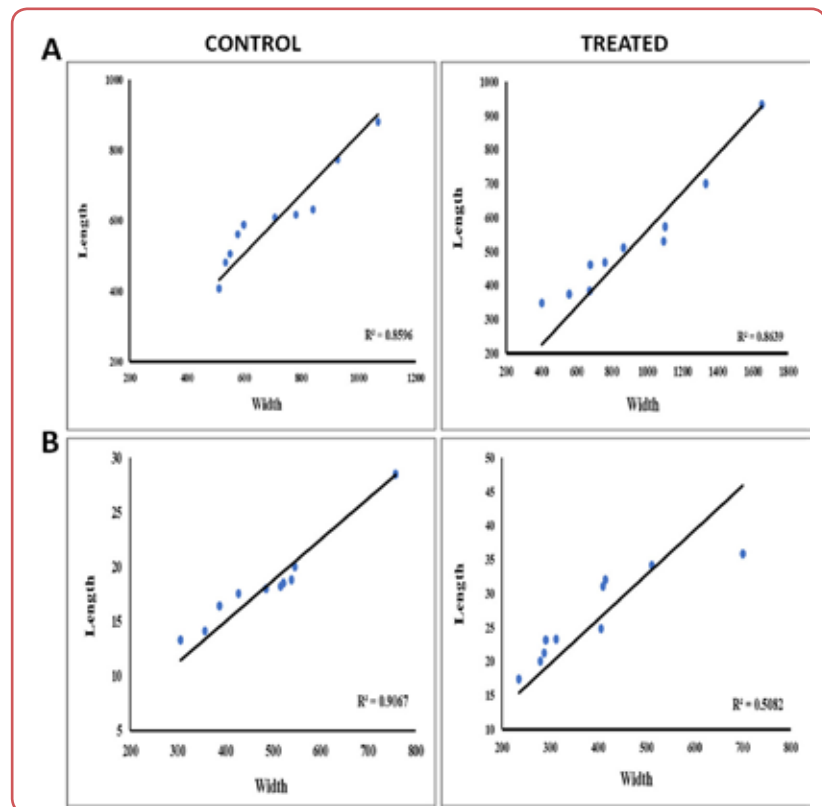 CONTROL TREATED
A
1000
800
600
400
200
200 400 600 800 1000 1200
Length
Width
R² = 0.8596
1000
900
800
700
600
500
400
300
200
200 400 600 800 1000 1200 1400 1600 1800
Length
Width
R² = 0.8639
B
30
25
20
15
10
5
200 300 400 500 600 700 800
Length
Width
R² = 0.9067
50
45
40
35
30
25
20
15
10
200 300 400 500 600 700 800
Length
Width
R² = 0.5082